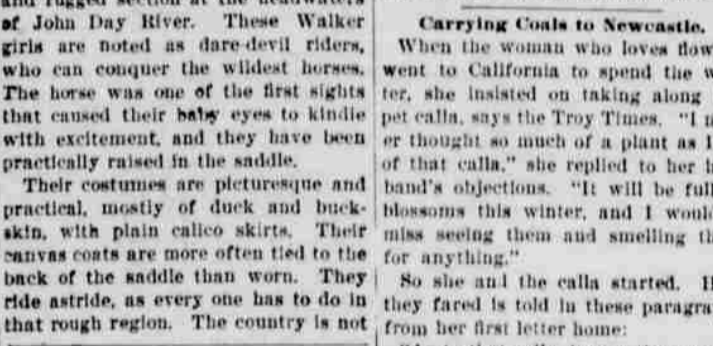 and rugged section at the headwaters
of John Day River. These Walker
girls are noted as dare-devil riders,
who can conquer the wildest horses.
The horse was one of the first sights
that caused their baby eyes to kindle
with excitement, and they have been
practically raised in the saddle.
Their costumes are picturesque and
practical, mostly of duck and buck-
skin, with plain calico skirts. Their
canvas coats are more often tied to the
back of the saddle than worn. They
ride astride, as every one has to do in
that rough region. The country is not
Carrying Coals to Newcastle.
When the woman who loves flow
went to California to spend the w
ter, she insisted on taking along
pet calla, says the Troy Times. "I n
er thought so much of a plant as I
of that calla," she replied to her h
band's objections. "It will be full
blossoms this winter, and I woul
miss seeing them and smelling th
for anything."
So she and the calla started. H
they fared is told in these paragra
from her first letter home: